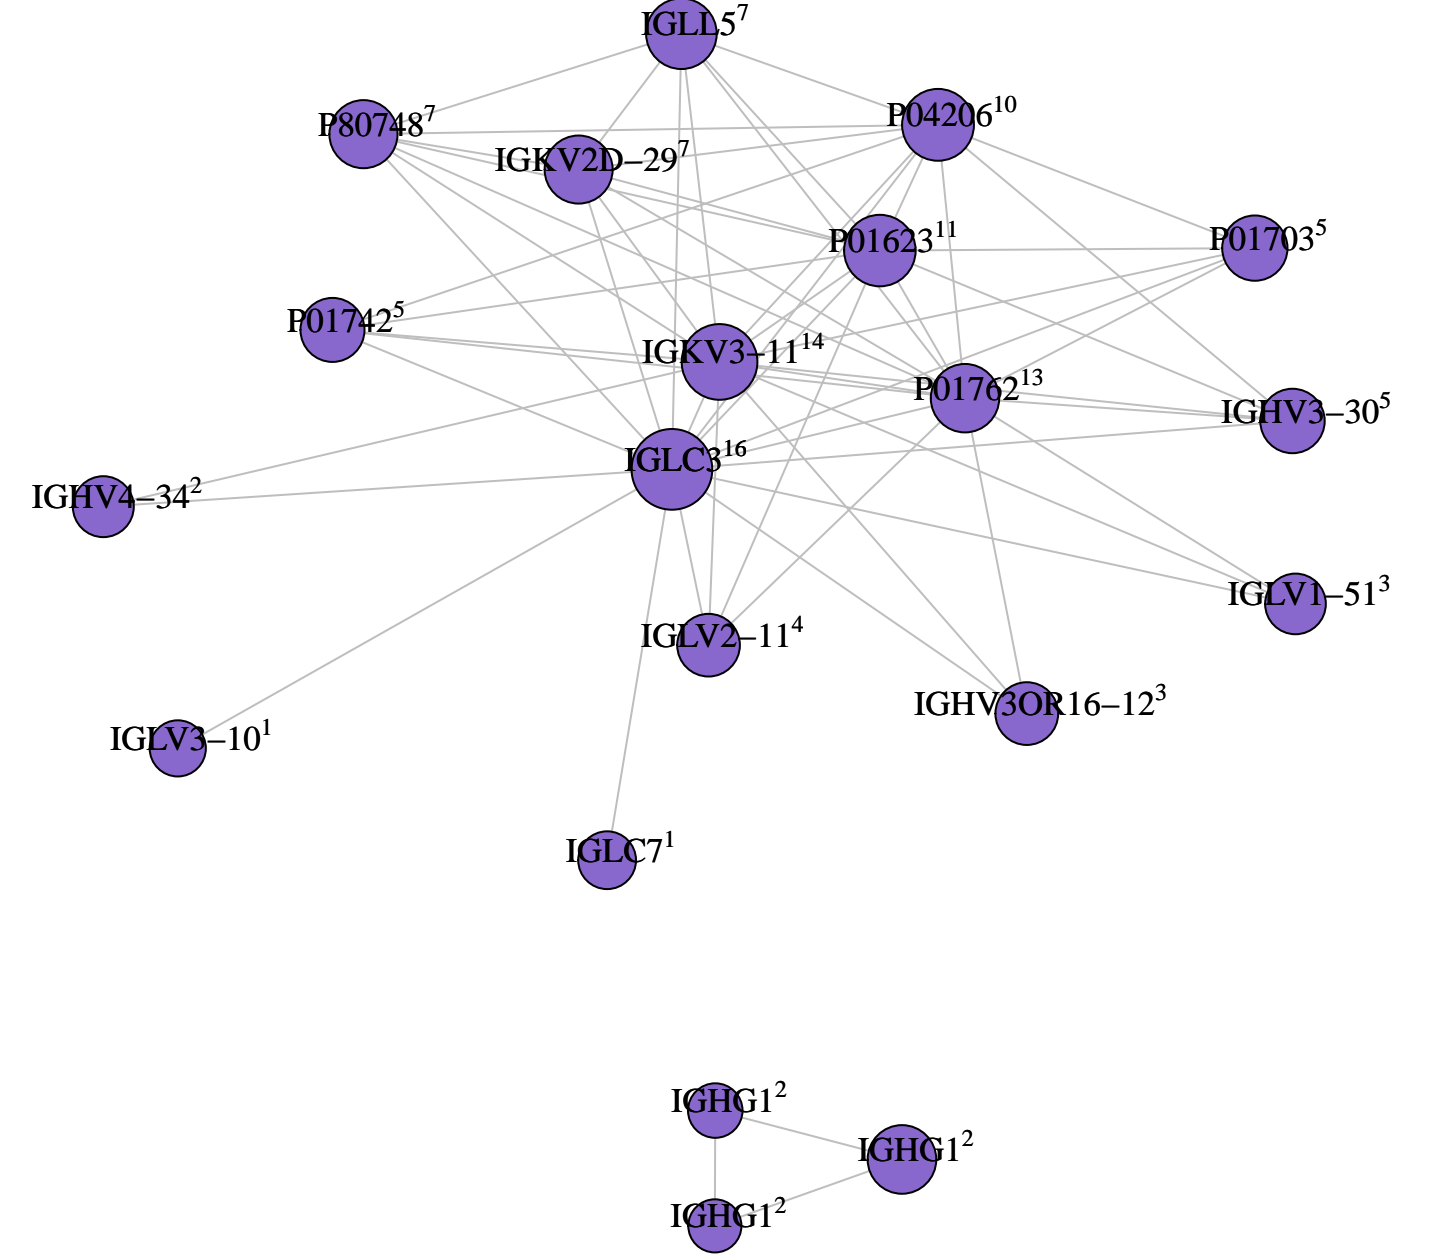 IGLL5⁷
P80748⁷
P04206¹⁰
IGKV2D–29⁷
P01623¹¹
P01703⁵
P01742⁵
IGKV3–11¹⁴
P01762¹³
IGHV3–30⁵
IGLC3¹⁶
IGHV4–34²
IGLV1–51³
IGLV2–11⁴
IGHV3OR16–12³
IGLV3–10¹
IGLC7¹
IGHG1²
IGHG1²
IGHG1²